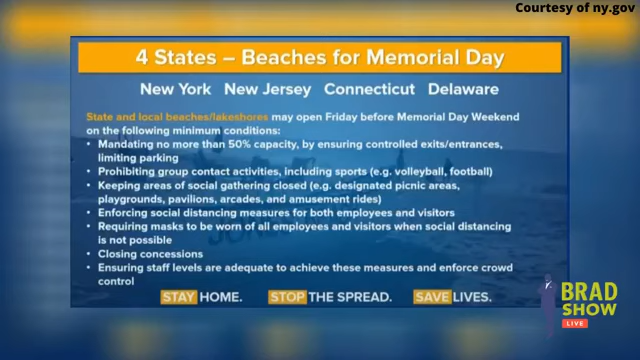 Courtesy of ny.gov
4 States – Beaches for Memorial Day
New York New Jersey Connecticut Delaware
State and local beaches/lakeshores may open Friday before Memorial Day Weekend
on the following minimum conditions:
• Mandating no more than 50% capacity, by ensuring controlled exits/entrances,
limiting parking
• Prohibiting group contact activities, including sports (e.g. volleyball, football)
• Keeping areas of social gathering closed (e.g. designated picnic areas,
playgrounds, pavilions, arcades, and amusement rides)
• Enforcing social distancing measures for both employees and visitors
• Requiring masks to be worn of all employees and visitors when social distancing
is not possible
• Closing concessions
• Ensuring staff levels are adequate to achieve these measures and enforce crowd
control
STAY HOME. STOP THE SPREAD. SAVE LIVES.
BRAD
SHOW
LIVE